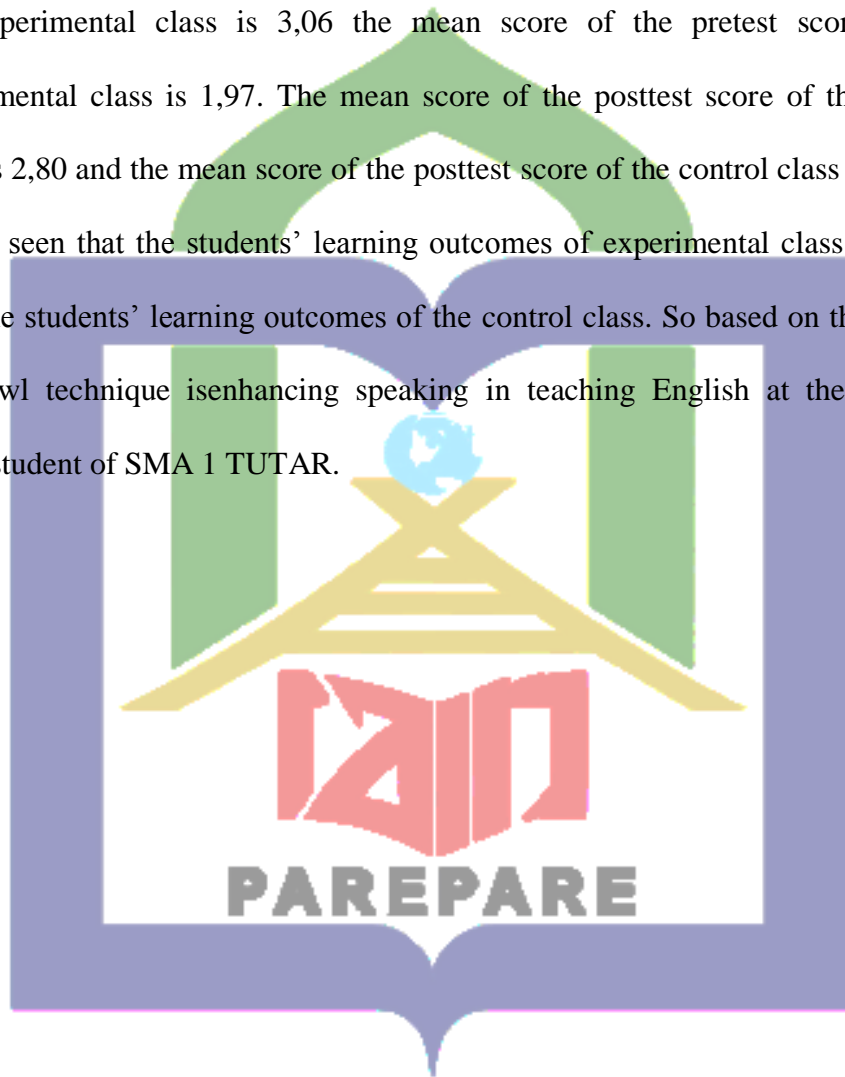 perimental class is 3,06 the mean score of the pretest scor
mental class is 1,97. The mean score of the posttest score of th
s 2,80 and the mean score of the posttest score of the control class
seen that the students’ learning outcomes of experimental class
e students’ learning outcomes of the control class. So based on th
wl technique isenhancing speaking in teaching English at the
student of SMA 1 TUTAR.
iain
PAREPARE